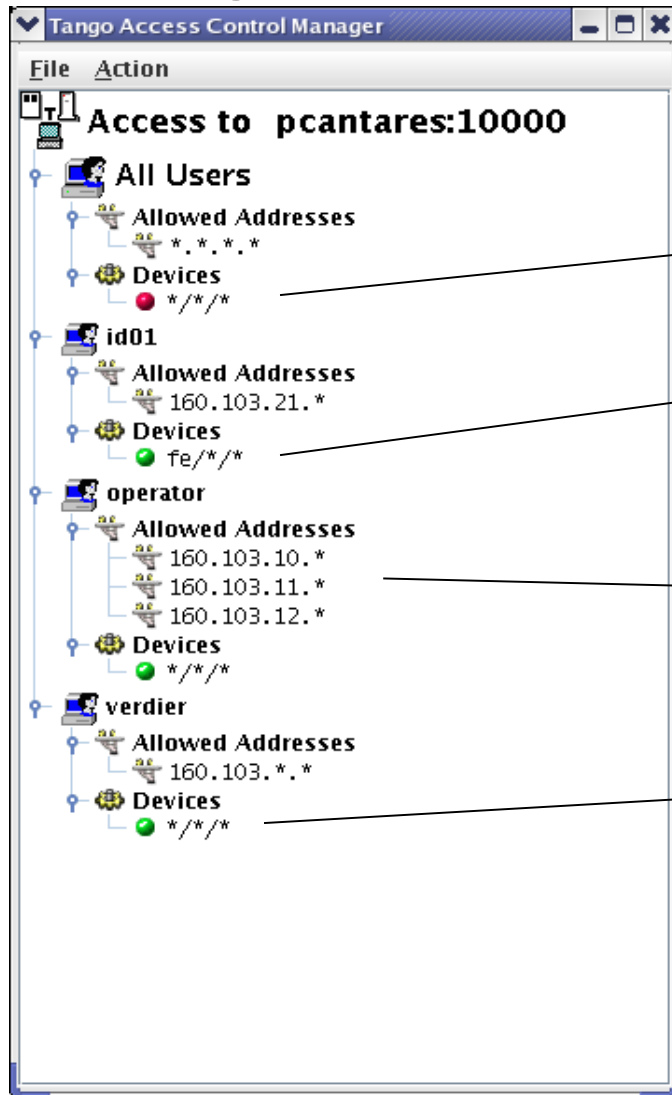 Tango Access Control Manager
File Action
Access to pcantares:10000
All Users
Allowed Addresses
*.*.*.*
Devices
*/*/*
id01
Allowed Addresses
160.103.21.*
Devices
fe/*/*
operator
Allowed Addresses
160.103.10.*
160.103.11.*
160.103.12.*
Devices
*/*/*
verdier
Allowed Addresses
160.103.*.*
Devices
*/*/*